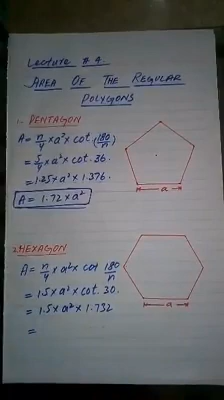 Lecture # 4
AREA OF THE REGULAR
POLYGONS
1- PENTAGON
A = n/4 x a² x cot (180/n)
= 5/4 x a² x cot. 36.
= 1.25 x a² x 1.376.
A = 1.72 x a²
a
2. HEXAGON
A = n/4 x a² x cot 180/n
= 1.5 x a² x cot. 30.
= 1.5 x a² x 1.732
=
a